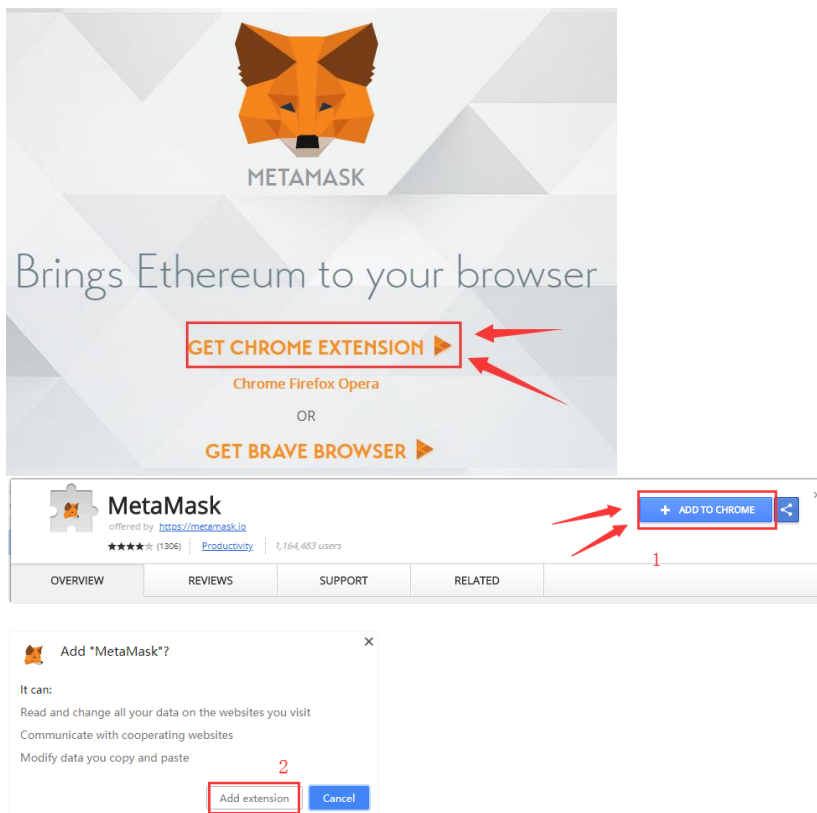 METAMASK
Brings Ethereum to your browser
GET CHROME EXTENSION
Chrome Firefox Opera
OR
GET BRAVE BROWSER
MetaMask
offered by https://metamask.io
★★★★☆ (1306) Productivity 1,164,483 users
+ ADD TO CHROME
1
OVERVIEW REVIEWS SUPPORT RELATED
Add "MetaMask"?
It can:
Read and change all your data on the websites you visit
Communicate with cooperating websites
Modify data you copy and paste
2
Add extension Cancel